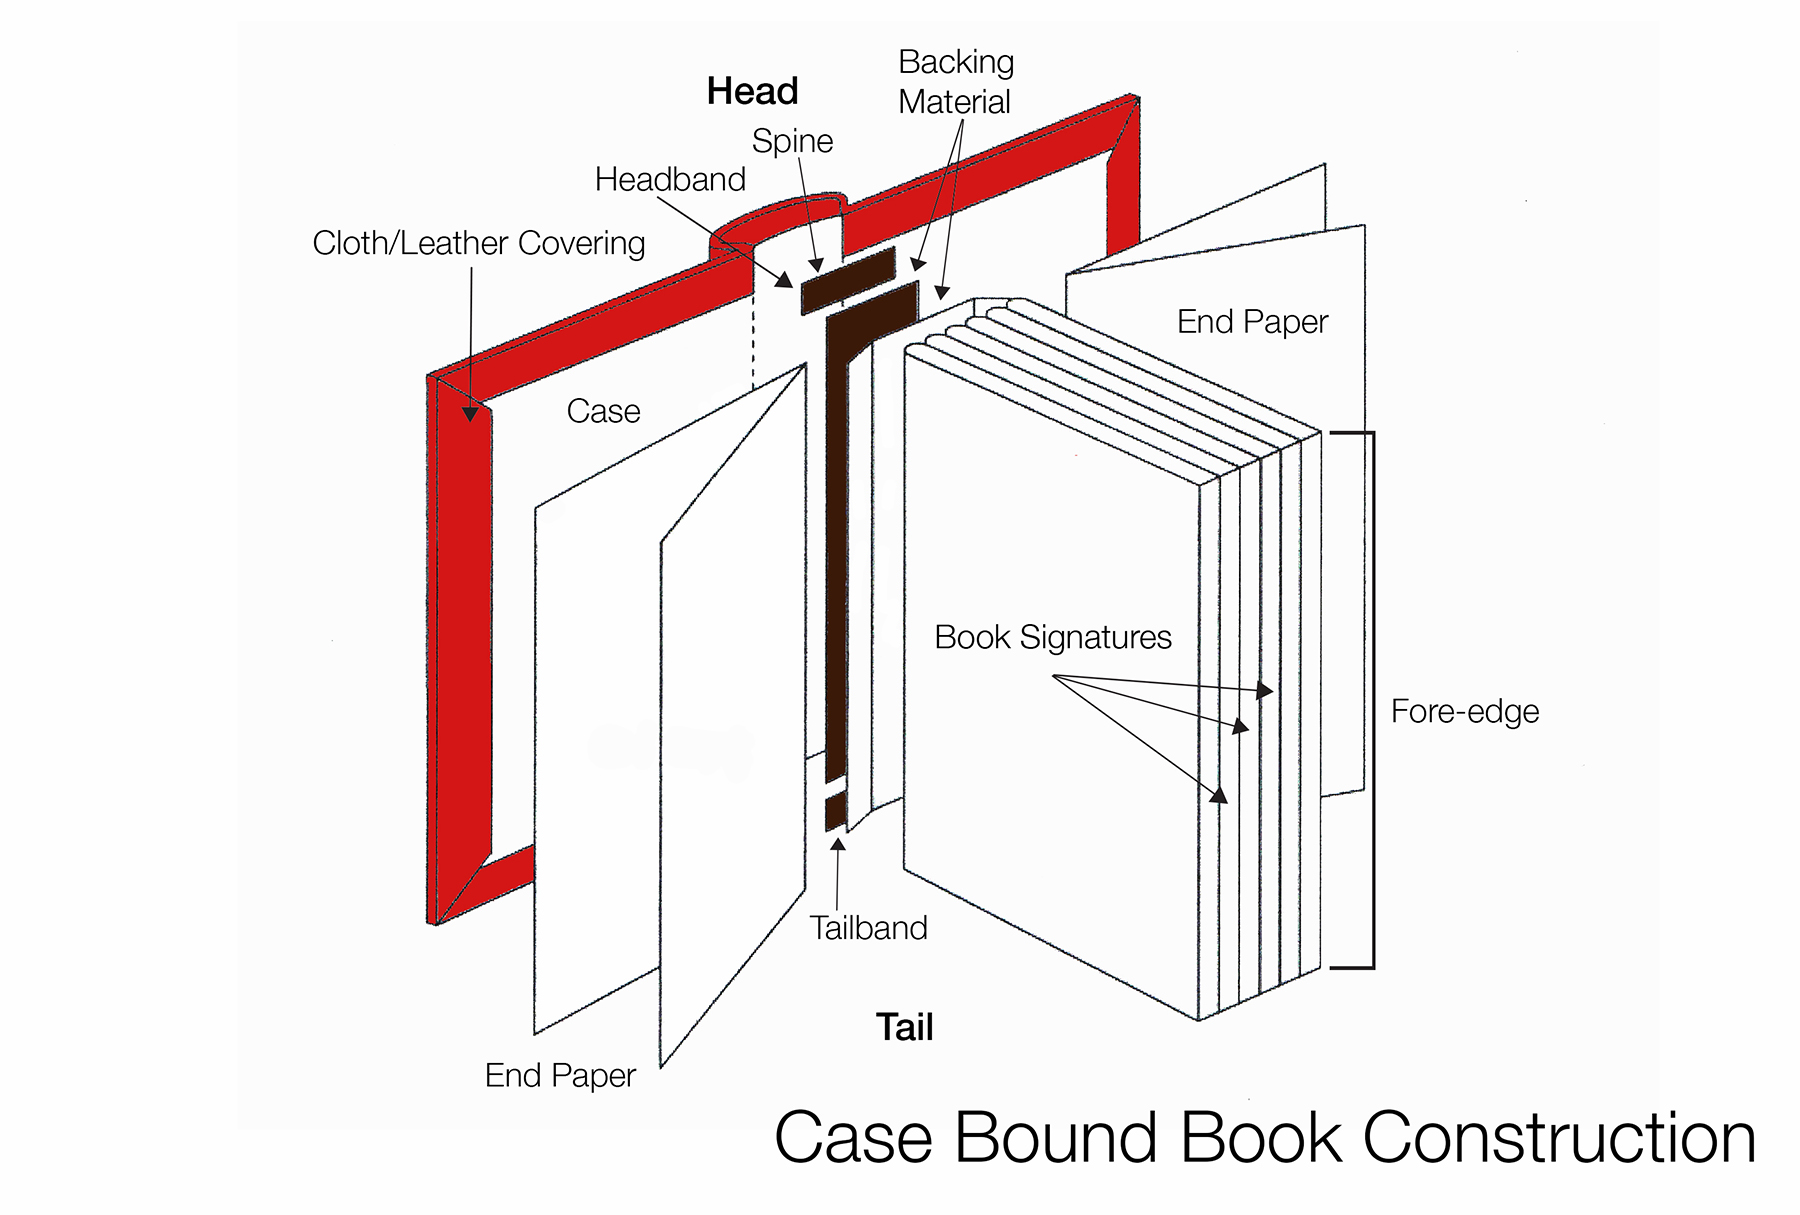 Backing
Material
Head
Spine
Headband
Cloth/Leather Covering
End Paper
Case
Book Signatures
Fore-edge
Tailband
Tail
End Paper
Case Bound Book Construction